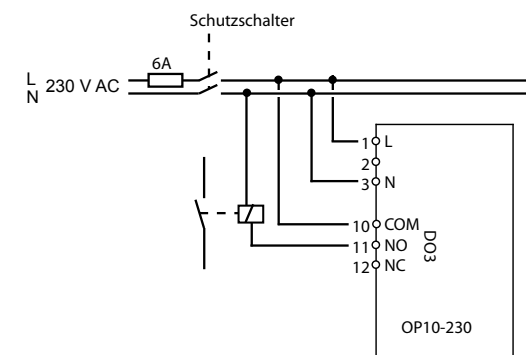 Schutzschalter
6A
L
N
230 V AC
1 L
2
3 N
10 COM
11 NO
12 NC
DO3
OP10-230